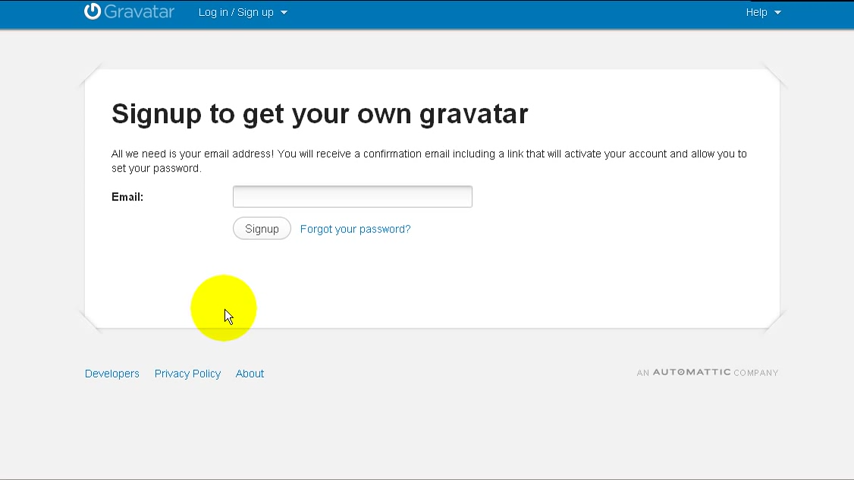 Gravatar Log in / Sign up Help
Signup to get your own gravatar
All we need is your email address! You will receive a confirmation email including a link that will activate your account and allow you to
set your password.
Email:
Signup Forgot your password?
Developers Privacy Policy About AN AUTOMATTIC COMPANY